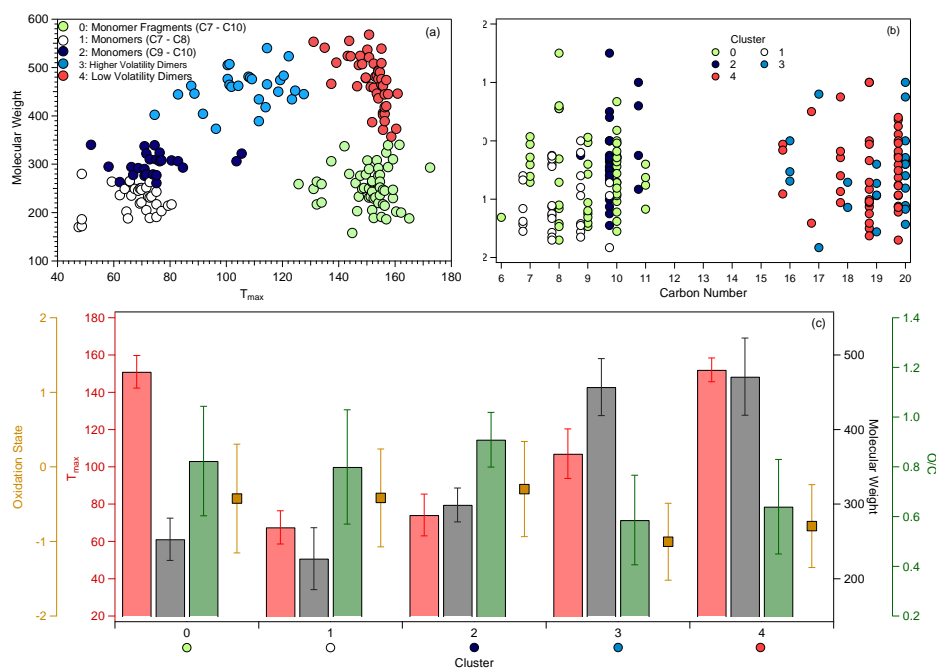 (a)
0: Monomer Fragments (C7 - C10)
1: Monomers (C7 - C8)
2: Monomers (C9 - C10)
3: Higher Volatility Dimers
4: Low Volatility Dimers
600
500
400
300
200
100
Molecular Weight
40 60 80 100 120 140 160 180
Tmax
(b)
Cluster
0 1
2 3
4
2
1
0
1
2
6 7 8 9 10 11 12 13 14 15 16 17 18 19 20
Carbon Number
(c)
2
1
0
-1
-2
Oxidation State
180
160
140
120
100
80
60
40
20
Tmax
500
400
300
200
Molecular Weight
1.4
1.2
1.0
0.8
0.6
0.4
0.2
O/C
0 1 2 3 4
Cluster